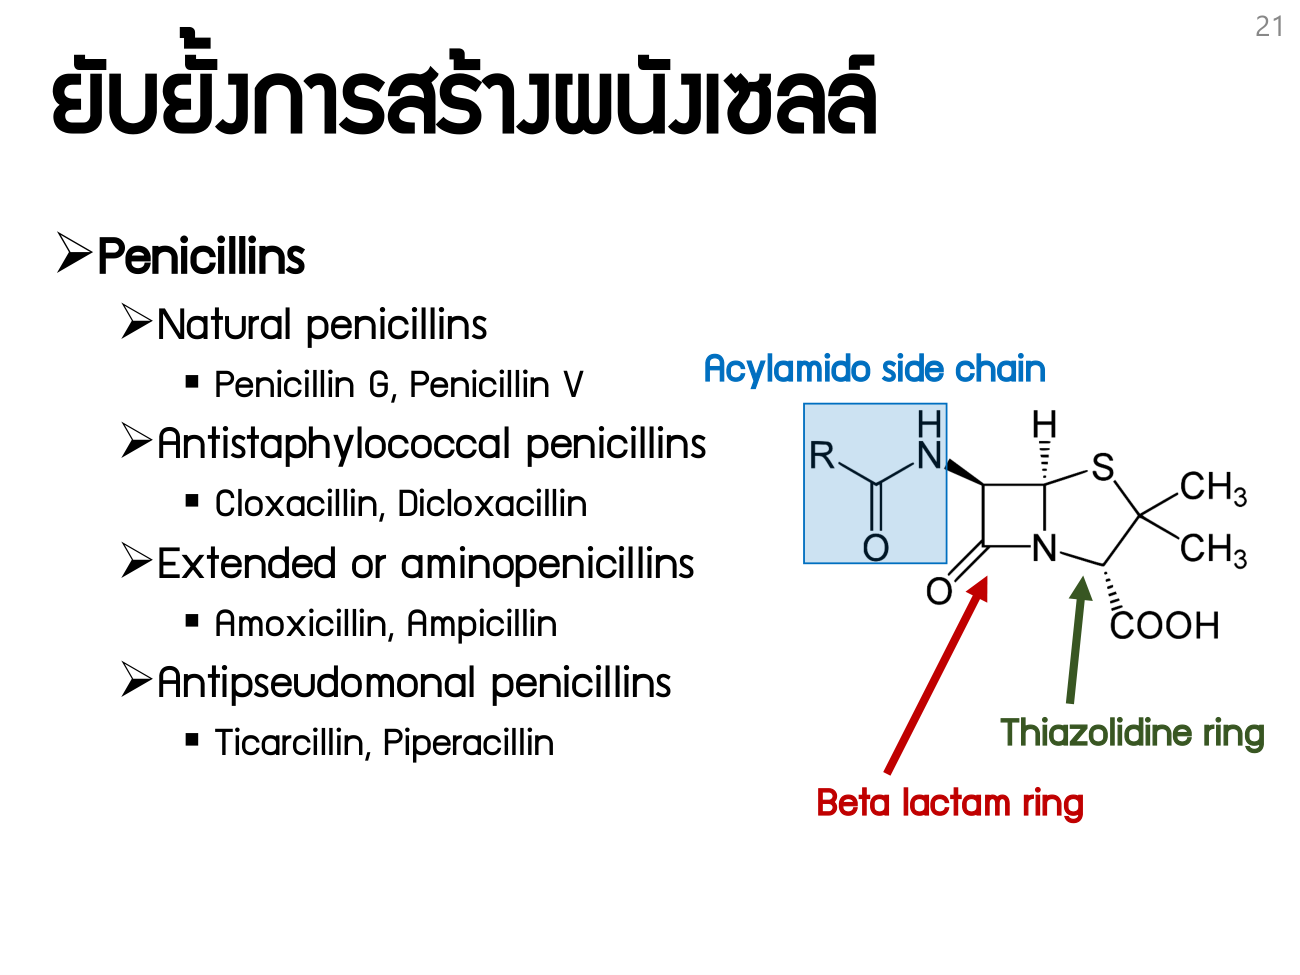 21
ยับยั้งการสร้างผนังเซลล์
Penicillins
Natural penicillins
Penicillin G, Penicillin V
Antistaphylococcal penicillins
Cloxacillin, Dicloxacillin
Extended or aminopenicillins
Amoxicillin, Ampicillin
Antipseudomonal penicillins
Ticarcillin, Piperacillin
Acylamido side chain
H
H
R
N
S
CH3
O
N
CH3
O
COOH
Thiazolidine ring
Beta lactam ring